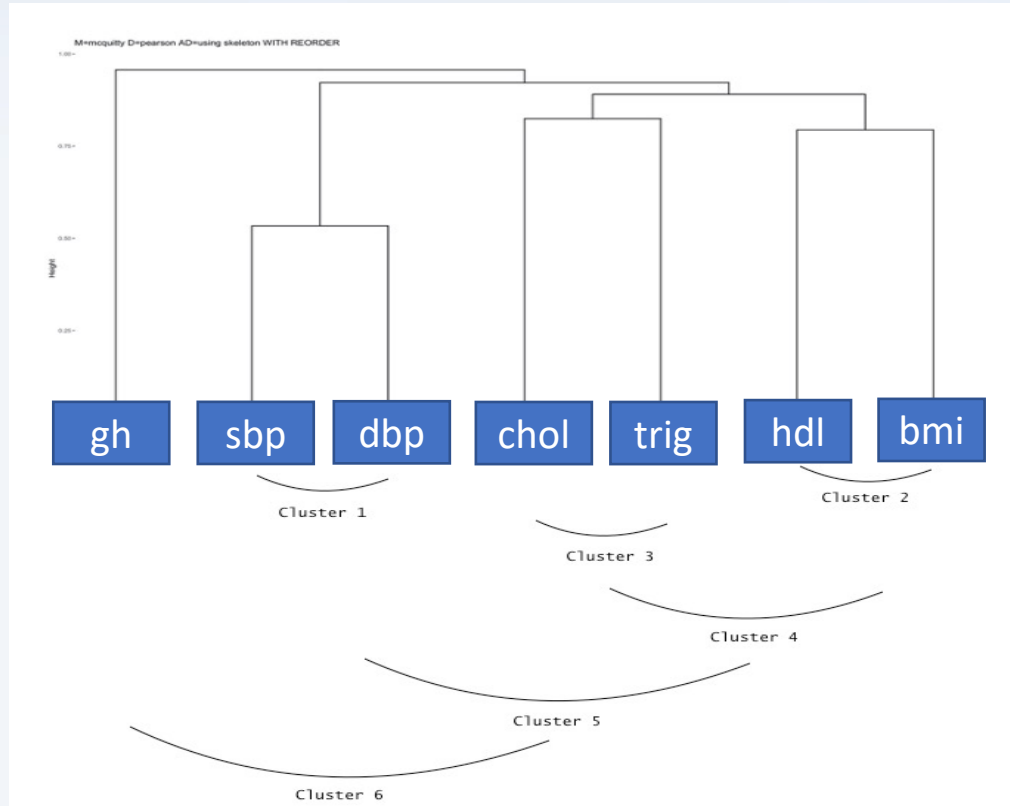 M=mcquitty D=pearson AD=using skeleton WITH REORDER
1.00
0.75
0.50
Height
0.25
gh sbp dbp chol trig hdl bmi
Cluster 2
Cluster 1
Cluster 3
Cluster 4
Cluster 5
Cluster 6